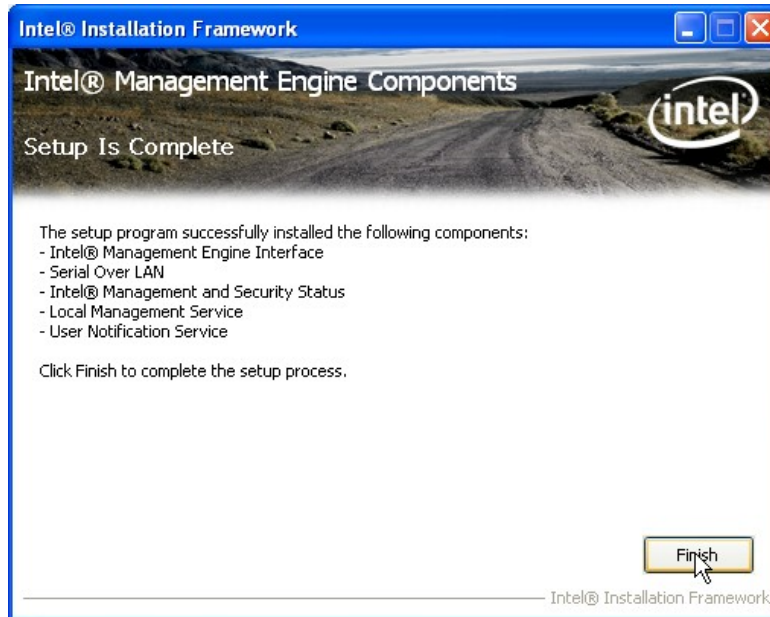 Intel® Installation Framework
Intel® Management Engine Components
intel
Setup Is Complete
The setup program successfully installed the following components:
- Intel® Management Engine Interface
- Serial Over LAN
- Intel® Management and Security Status
- Local Management Service
- User Notification Service
Click Finish to complete the setup process.
Finish
Intel® Installation Framework